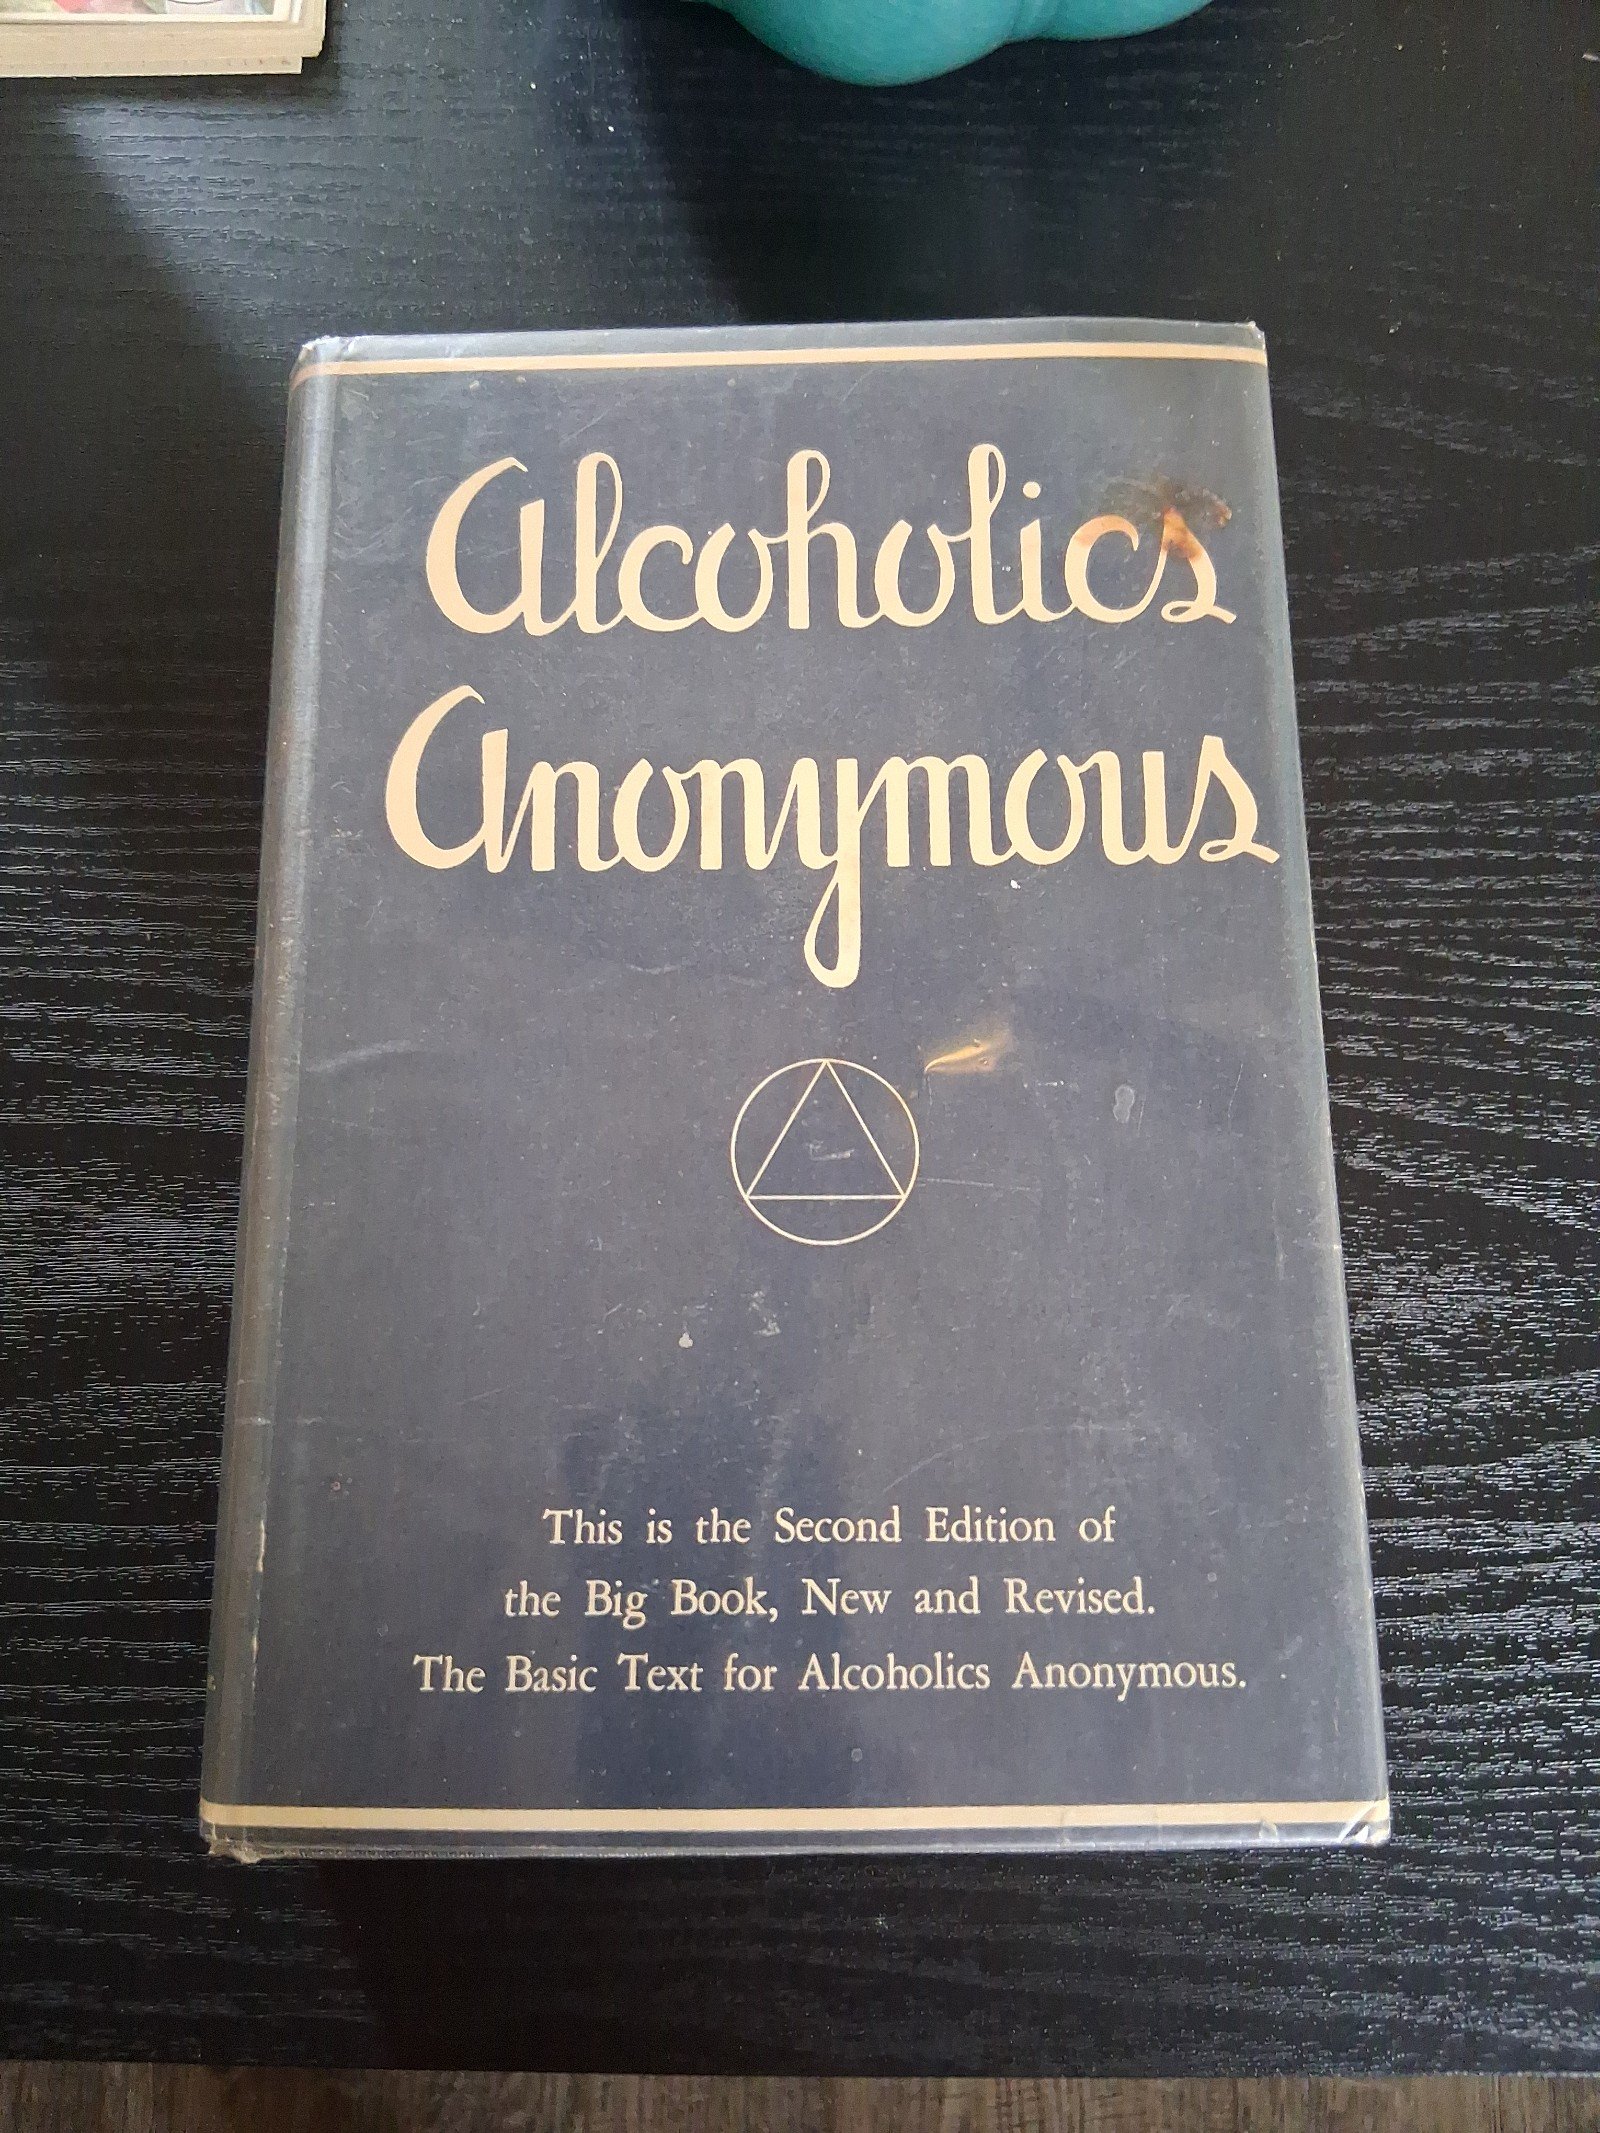 Alcoholics
Anonymous
This is the Second Edition of
the Big Book, New and Revised.
The Basic Text for Alcoholics Anonymous.